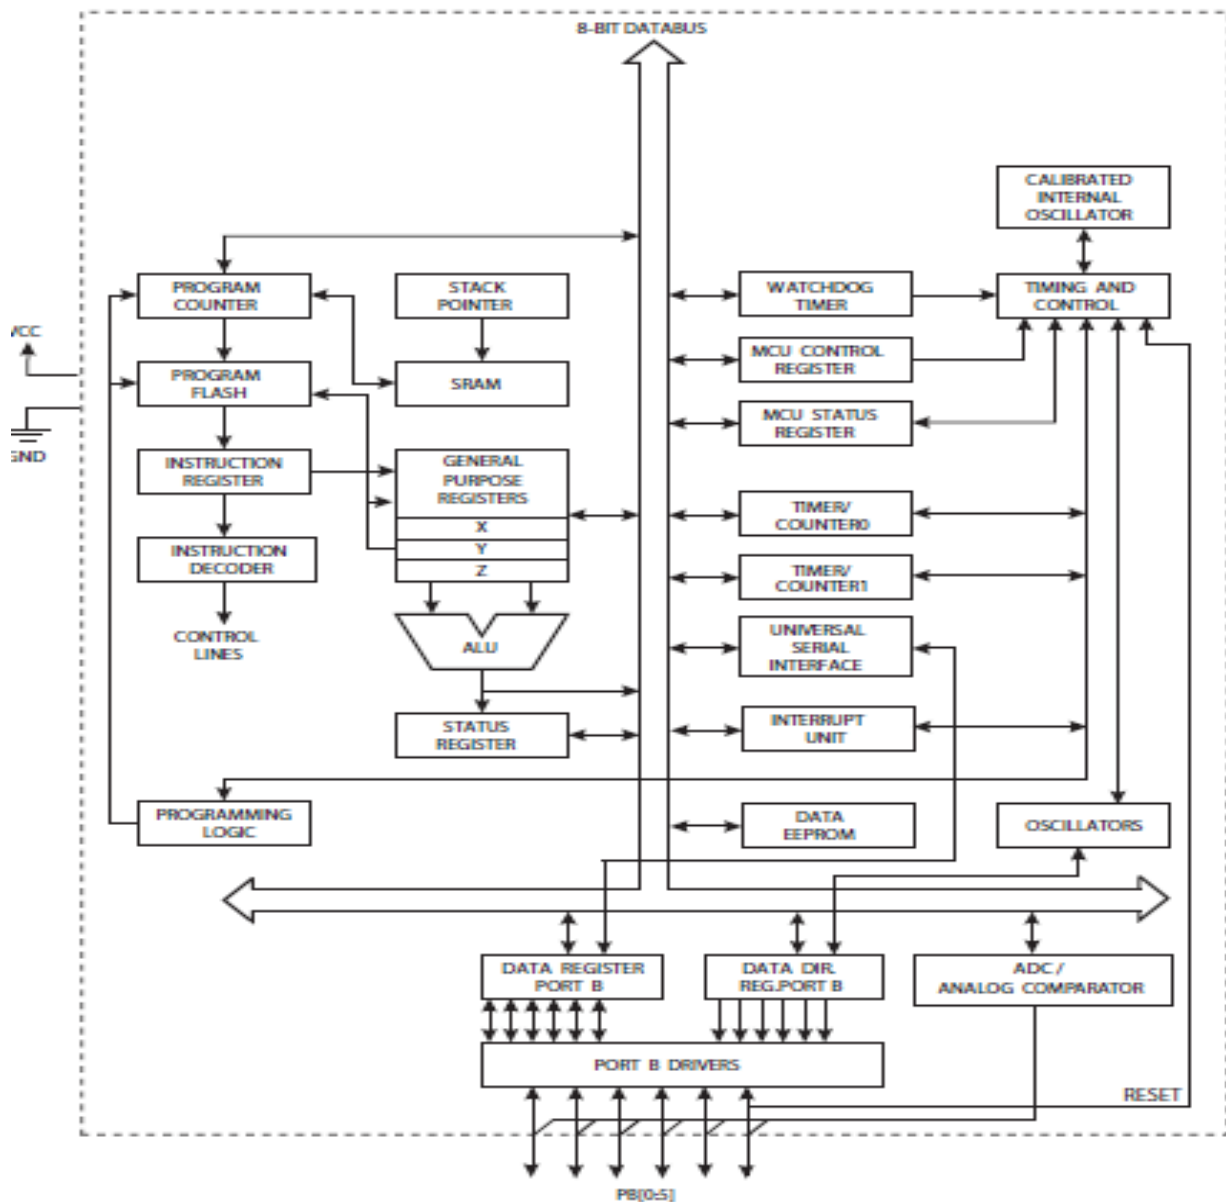 8-BIT DATABUS
CALIBRATED
INTERNAL
OSCILLATOR
PROGRAM
COUNTER
STACK
POINTER
WATCHDOG
TIMER
TIMING AND
CONTROL
VCC
MCU CONTROL
REGISTER
PROGRAM
FLASH
SRAM
MCU STATUS
REGISTER
GND
INSTRUCTION
REGISTER
GENERAL
PURPOSE
REGISTERS
X
Y
Z
TIMER/
COUNTER0
INSTRUCTION
DECODER
TIMER/
COUNTER1
CONTROL
LINES
ALU
UNIVERSAL
SERIAL
INTERFACE
STATUS
REGISTER
INTERRUPT
UNIT
PROGRAMMING
LOGIC
DATA
EEPROM
OSCILLATORS
DATA REGISTER
PORT B
DATA DIR.
REG.PORT B
ADC /
ANALOG COMPARATOR
PORT B DRIVERS
RESET
PB[0:5]